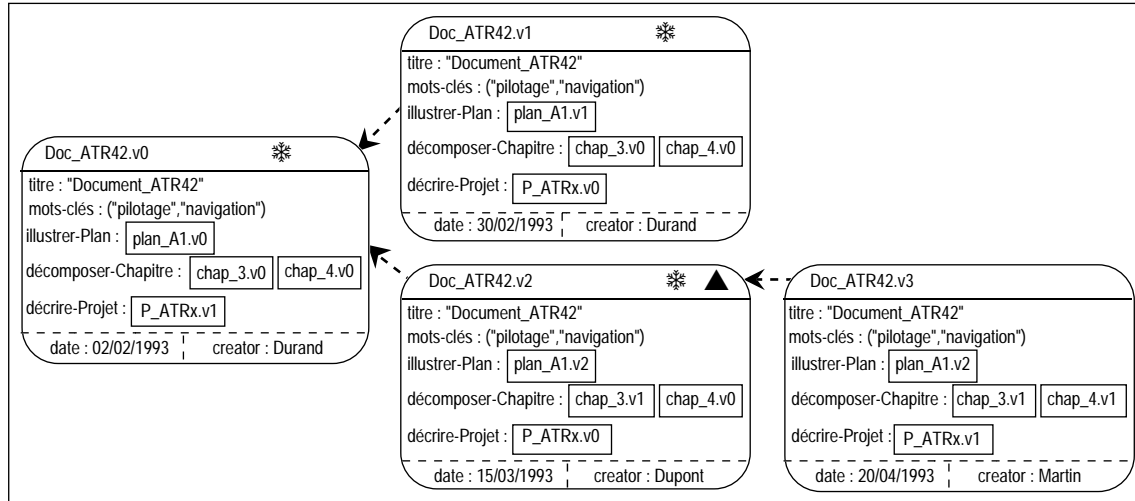 Doc_ATR42.v1
titre : "Document_ATR42"
mots-clés : ("pilotage","navigation")
illustrer-Plan : plan_A1.v1
décomposer-Chapitre : chap_3.v0 chap_4.v0
décrire-Projet : P_ATRx.v0
date : 30/02/1993 creator : Durand
Doc_ATR42.v0
titre : "Document_ATR42"
mots-clés : ("pilotage","navigation")
illustrer-Plan : plan_A1.v0
décomposer-Chapitre : chap_3.v0 chap_4.v0
décrire-Projet : P_ATRx.v1
date : 02/02/1993 creator : Durand
Doc_ATR42.v2
titre : "Document_ATR42"
mots-clés : ("pilotage","navigation")
illustrer-Plan : plan_A1.v2
décomposer-Chapitre : chap_3.v1 chap_4.v0
décrire-Projet : P_ATRx.v0
date : 15/03/1993 creator : Dupont
Doc_ATR42.v3
titre : "Document_ATR42"
mots-clés : ("pilotage","navigation")
illustrer-Plan : plan_A1.v2
décomposer-Chapitre : chap_3.v1 chap_4.v1
décrire-Projet : P_ATRx.v1
date : 20/04/1993 creator : Martin